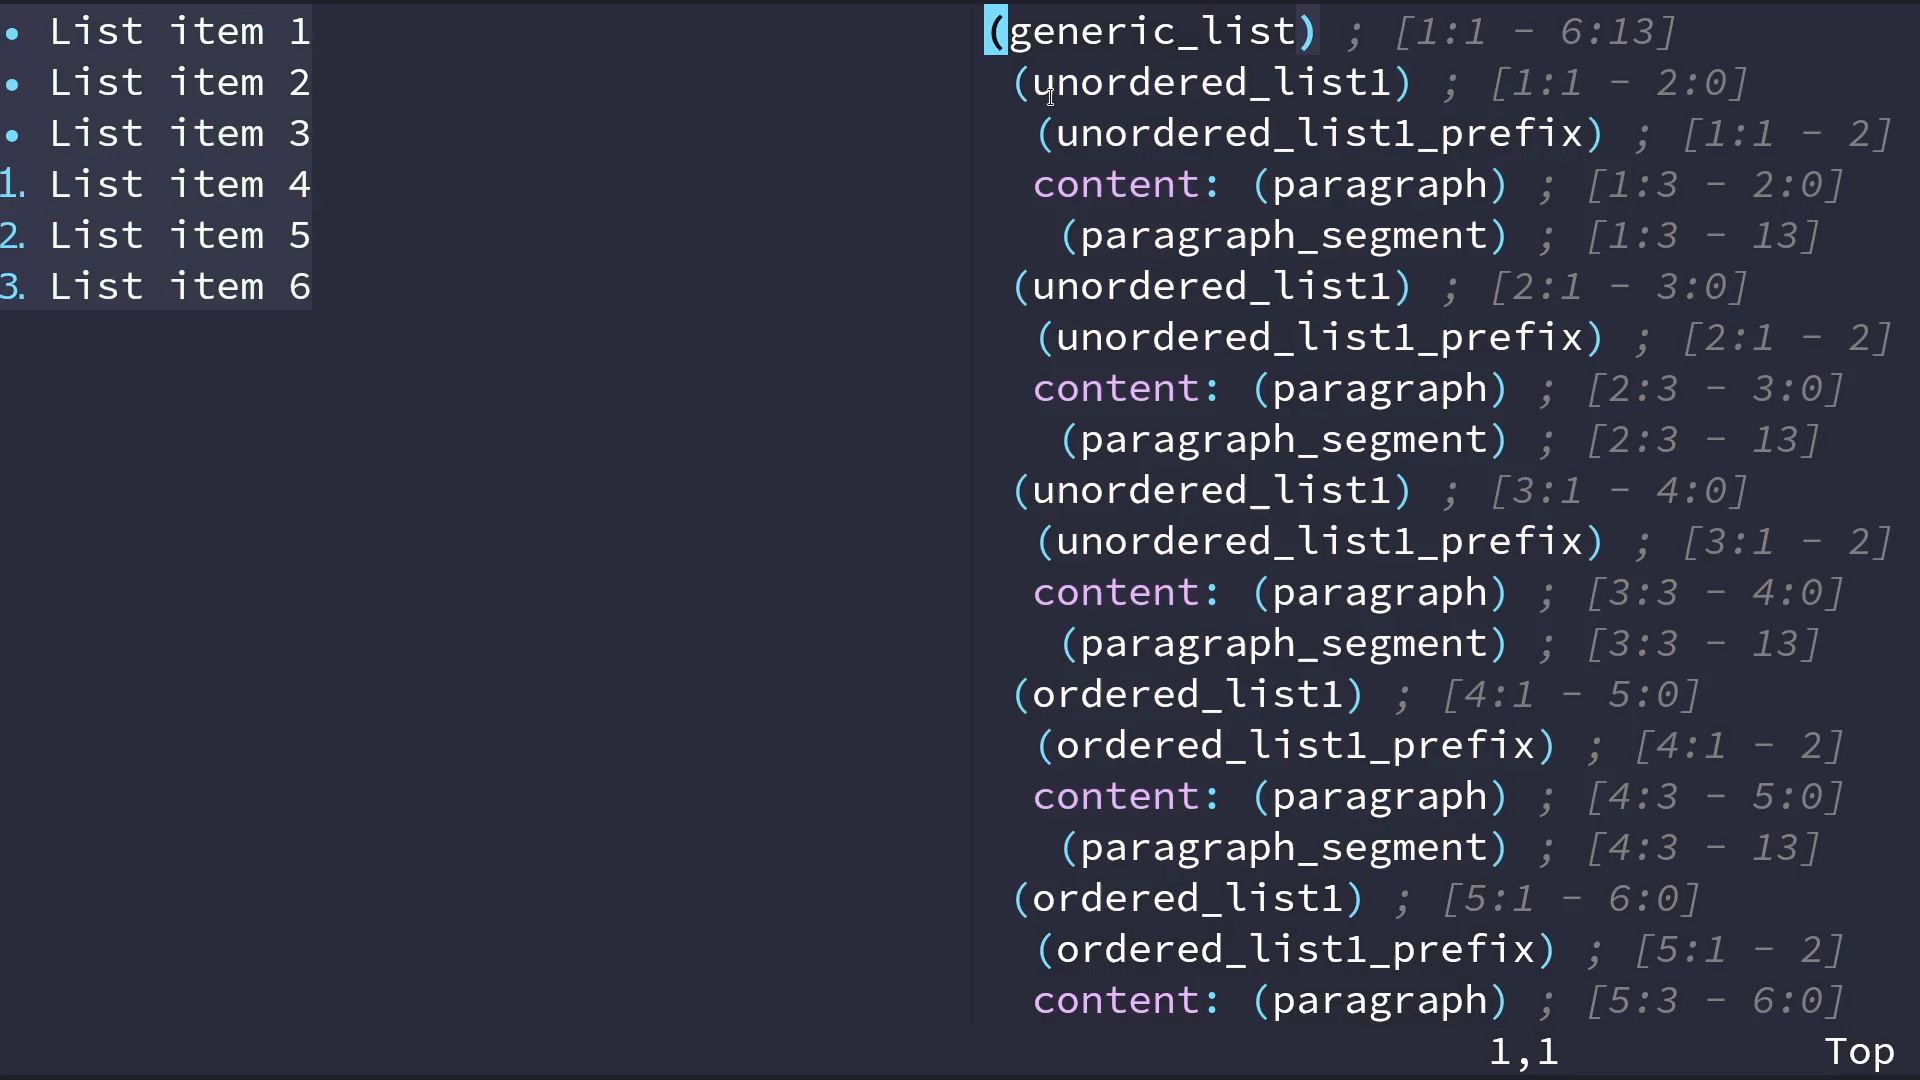 • List item 1
• List item 2
• List item 3
1. List item 4
2. List item 5
3. List item 6
(generic_list) ; [1:1 - 6:13]
(unordered_list1) ; [1:1 - 2:0]
(unordered_list1_prefix) ; [1:1 - 2]
content: (paragraph) ; [1:3 - 2:0]
(paragraph_segment) ; [1:3 - 13]
(unordered_list1) ; [2:1 - 3:0]
(unordered_list1_prefix) ; [2:1 - 2]
content: (paragraph) ; [2:3 - 3:0]
(paragraph_segment) ; [2:3 - 13]
(unordered_list1) ; [3:1 - 4:0]
(unordered_list1_prefix) ; [3:1 - 2]
content: (paragraph) ; [3:3 - 4:0]
(paragraph_segment) ; [3:3 - 13]
(ordered_list1) ; [4:1 - 5:0]
(ordered_list1_prefix) ; [4:1 - 2]
content: (paragraph) ; [4:3 - 5:0]
(paragraph_segment) ; [4:3 - 13]
(ordered_list1) ; [5:1 - 6:0]
(ordered_list1_prefix) ; [5:1 - 2]
content: (paragraph) ; [5:3 - 6:0]
1,1 Top